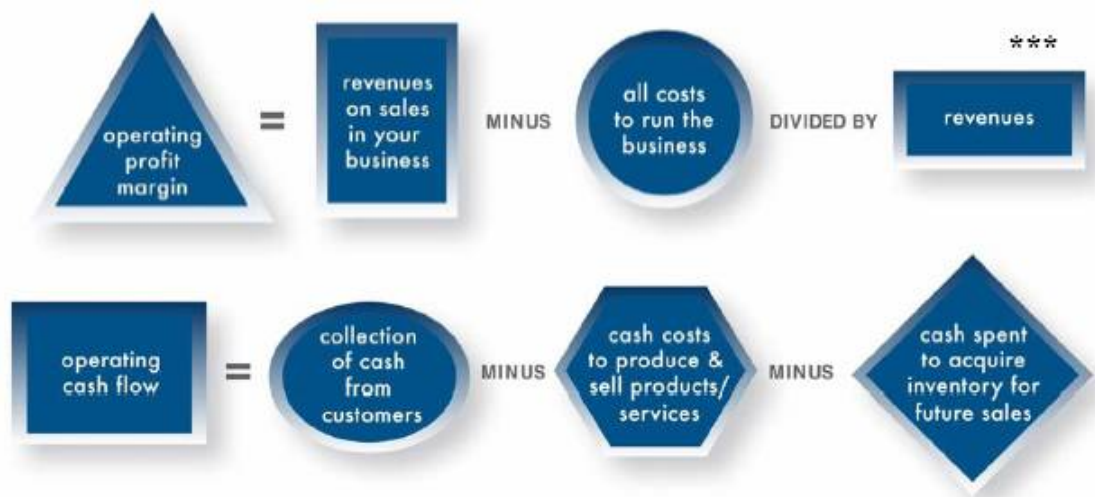 ***
operating
profit
margin
=
revenues
on sales
in your
business
MINUS
all costs
to run the
business
DIVIDED BY
revenues
operating
cash flow
=
collection
of cash
from
customers
MINUS
cash costs
to produce &
sell products/
services
MINUS
cash spent
to acquire
inventory for
future sales